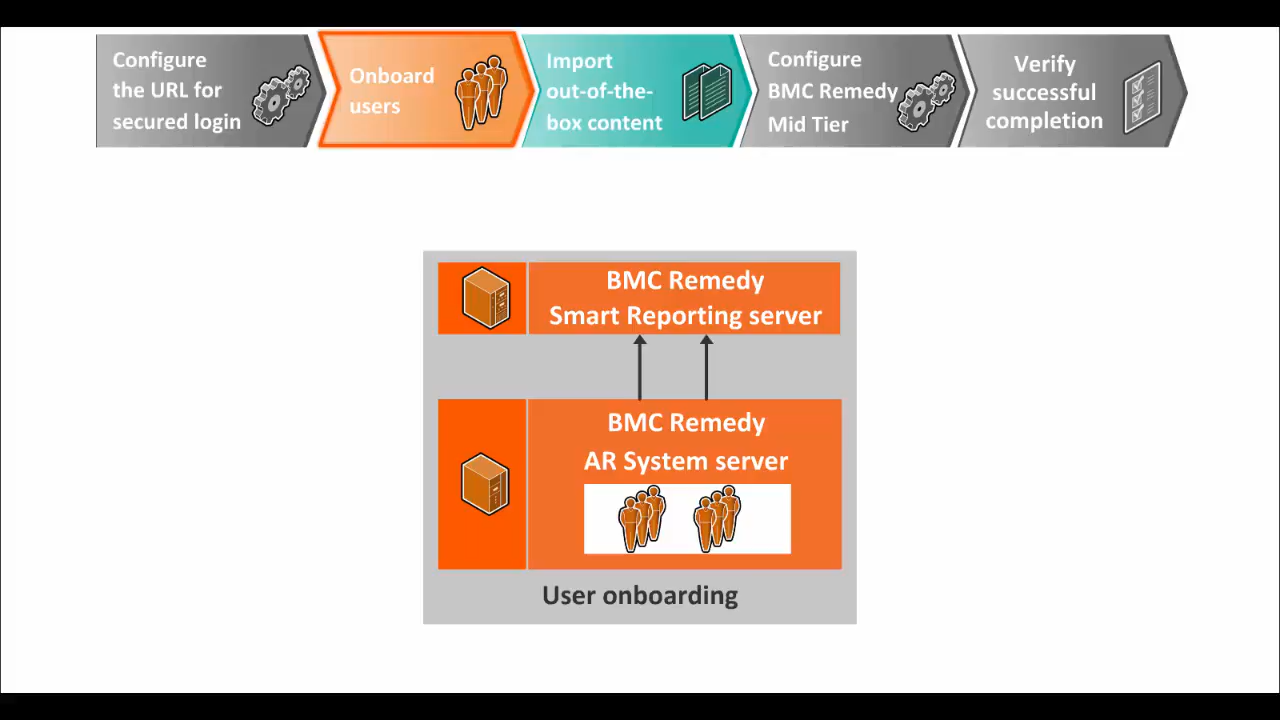 Configure
the URL for
secured login
Onboard
users
Import
out-of-the-
box content
Configure
BMC Remedy
Mid Tier
Verify
successful
completion
BMC Remedy
Smart Reporting server
BMC Remedy
AR System server
User onboarding